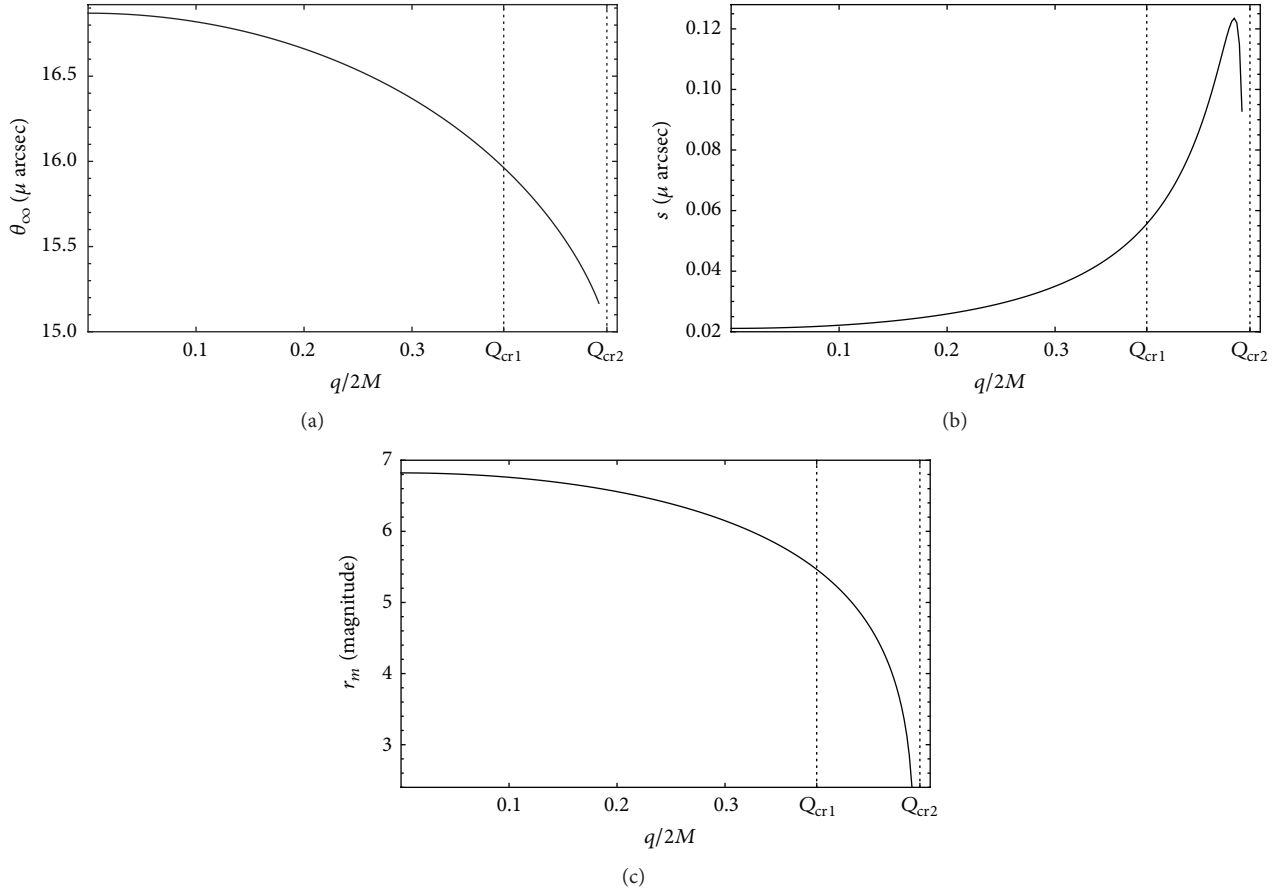 16.5
16.0
15.5
15.0
θ∞ (μ arcsec)
0.1 0.2 0.3 Qcr1 Qcr2
q/2M
(a)
0.12
0.10
0.08
0.06
0.04
0.02
s (μ arcsec)
0.1 0.2 0.3 Qcr1 Qcr2
q/2M
(b)
7
6
5
4
3
rm (magnitude)
0.1 0.2 0.3 Qcr1 Qcr2
q/2M
(c)